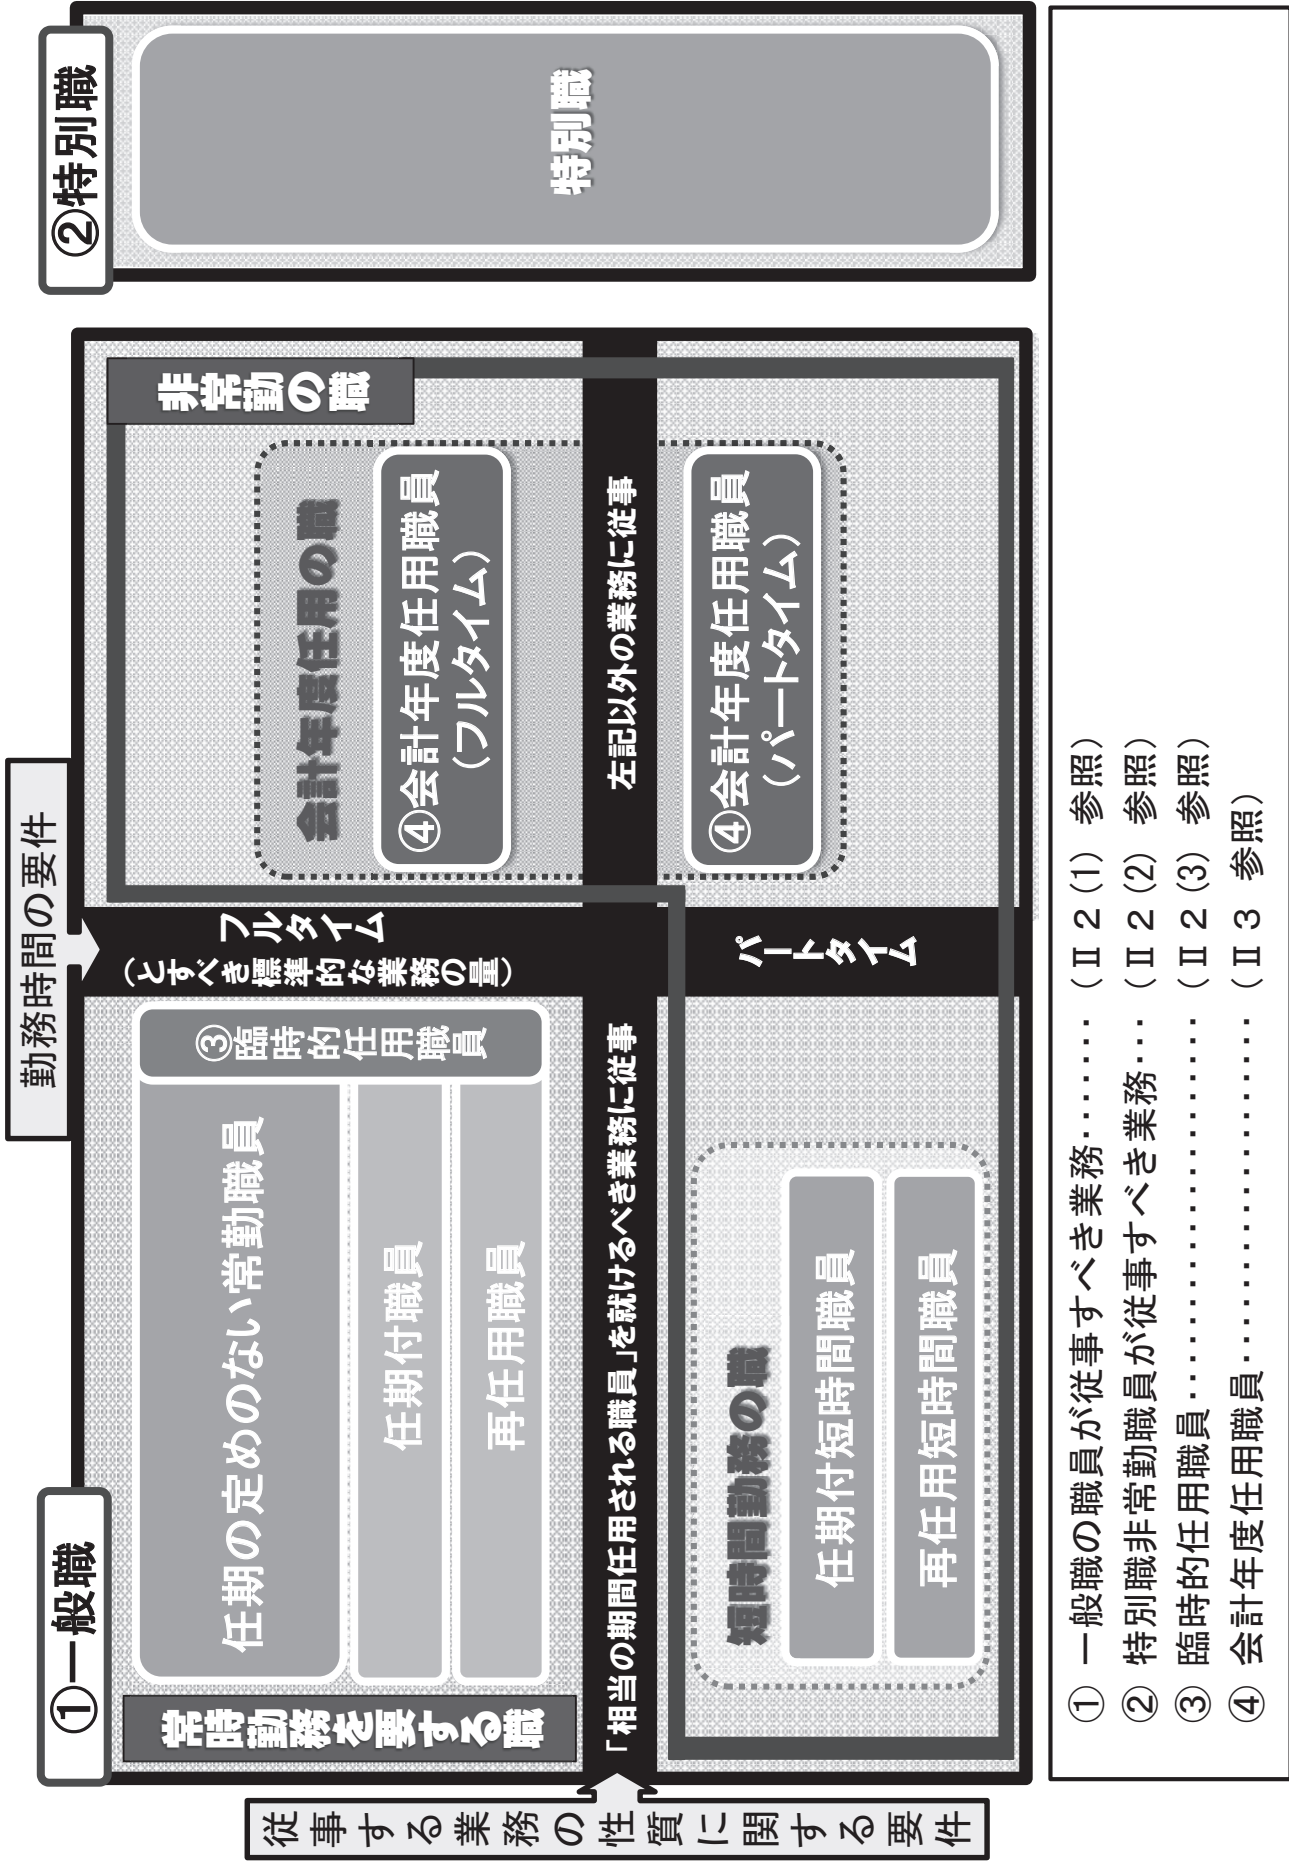 勤務時間の要件
①一般職
②特別職
常時勤務を要する職
任期の定めのない常勤職員
任期付職員
再任用職員
③臨時的任用職員
フルタイム
(とすべき標準的な業務の量)
非常勤の職
会計年度任用の職
④会計年度任用職員
(フルタイム)
特別職
従事する業務の性質に関する要件
「相当の期間任用される職員」を就けるべき業務に従事
左記以外の業務に従事
短時間勤務の職
任期付短時間職員
再任用短時間職員
パートタイム
④会計年度任用職員
(パートタイム)
① 一般職の職員が従事すべき業務・・・・・・・(Ⅱ2(1) 参照)
② 特別職非常勤職員が従事すべき業務・・・(Ⅱ2(2) 参照)
③ 臨時的任用職員・・・・・・・・・・・・・・・・・・(Ⅱ2(3) 参照)
④ 会計年度任用職員・・・・・・・・・・・・・・・・(Ⅱ3 参照)